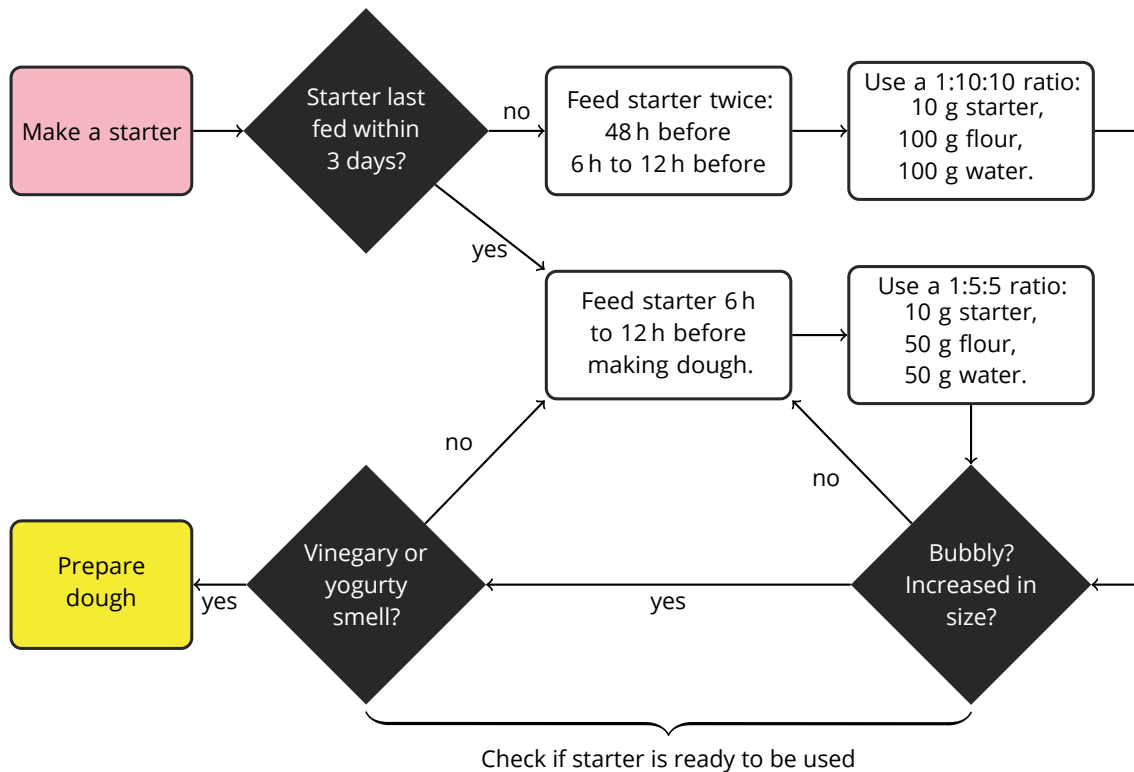 Make a starter
Starter last
fed within
3 days?
no
Feed starter twice:
48 h before
6 h to 12 h before
Use a 1:10:10 ratio:
10 g starter,
100 g flour,
100 g water.
yes
Feed starter 6 h
to 12 h before
making dough.
Use a 1:5:5 ratio:
10 g starter,
50 g flour,
50 g water.
no
no
Prepare
dough
yes
Vinegary or
yogurty
smell?
yes
Bubbly?
Increased in
size?
Check if starter is ready to be used